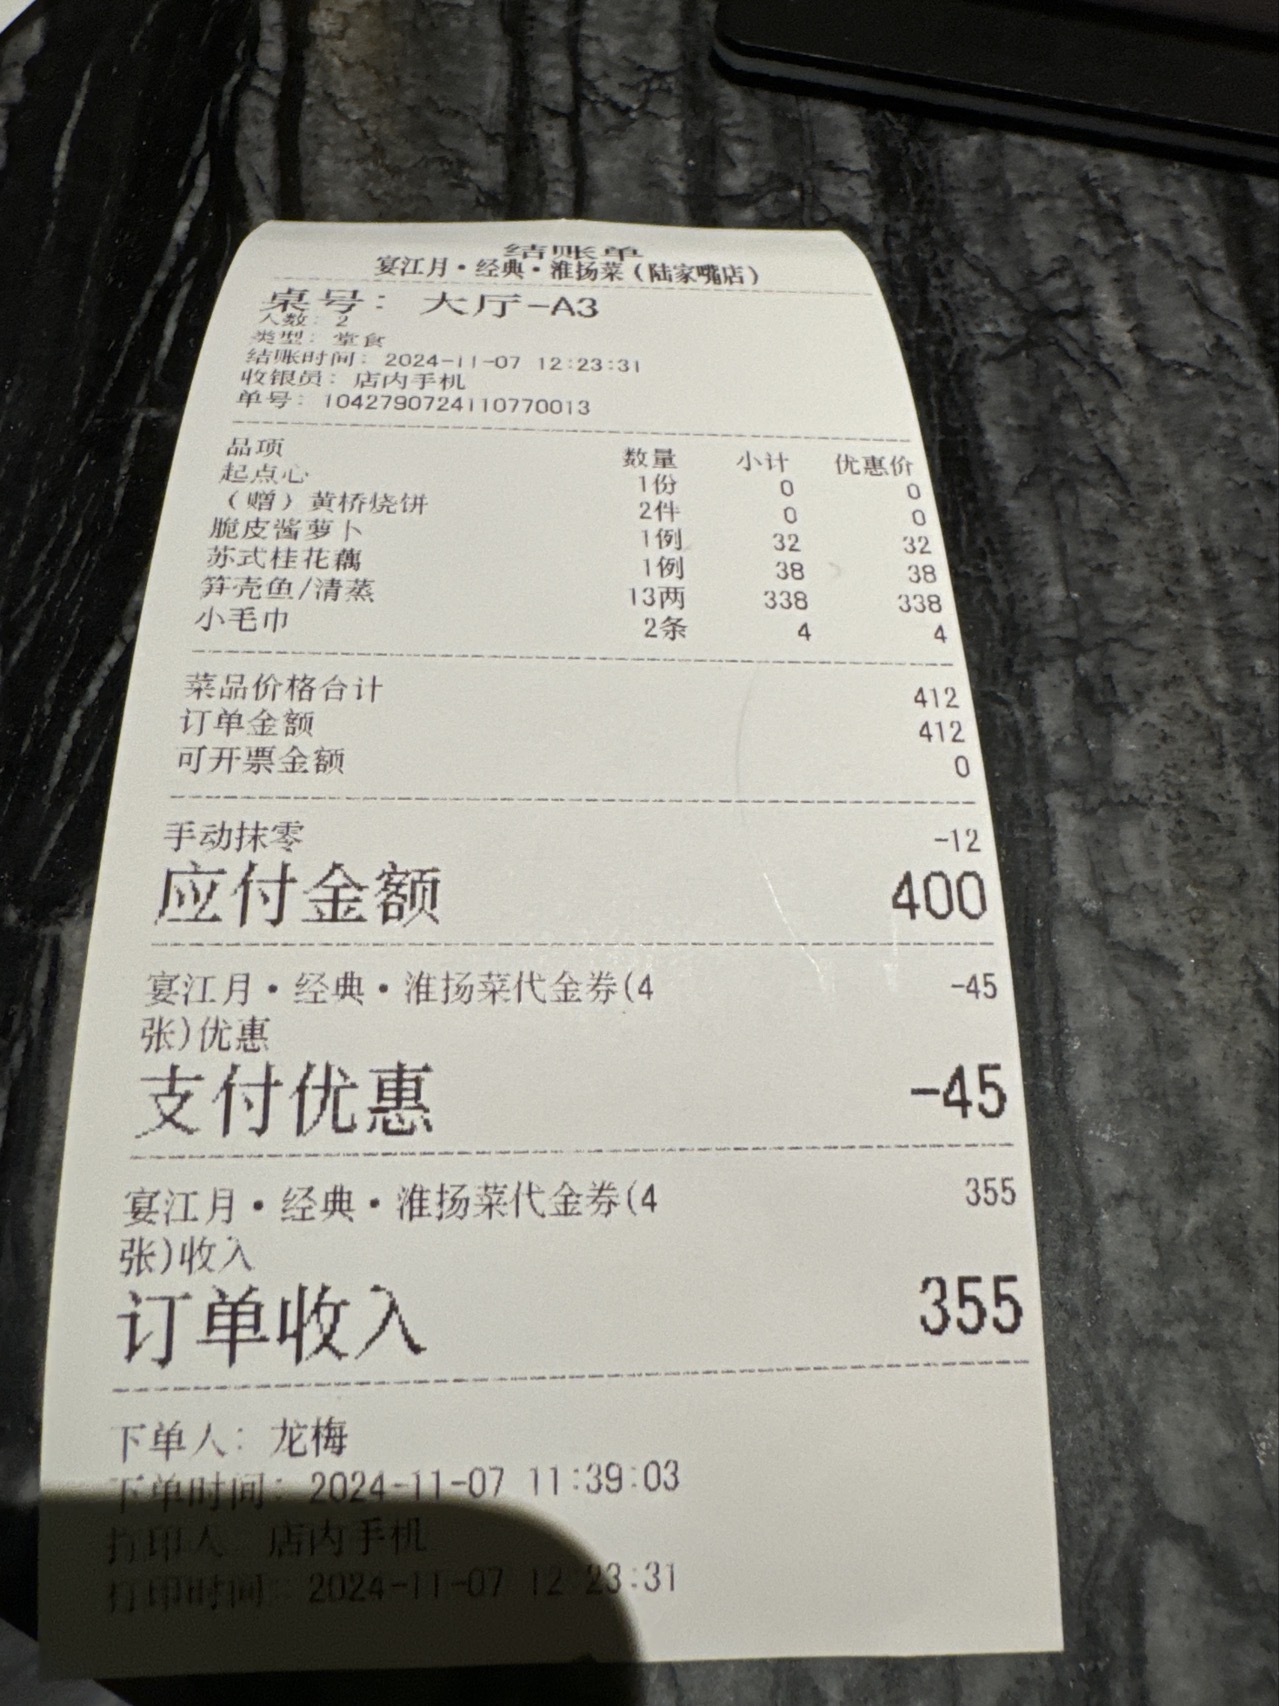 结账单
宴江月·经典·淮扬菜(陆家嘴店)
桌号: 大厅-A3
人数: 2
类型: 堂食
结账时间: 2024-11-07 12:23:31
收银员: 店内手机
单号: 1042790724110770013
品项 数量 小计 优惠价
起点心 1份 0 0
(赠)黄桥烧饼 2件 0 0
脆皮酱萝卜 1例 32 32
苏式桂花藕 1例 38 38
笋壳鱼/清蒸 13两 338 338
小毛巾 2条 4 4
菜品价格合计 412
订单金额 412
可开票金额 0
手动抹零 -12
应付金额 400
宴江月·经典·淮扬菜代金券(4 -45
张)优惠
支付优惠 -45
宴江月·经典·淮扬菜代金券(4 355
张)收入
订单收入 355
下单人: 龙梅
下单时间: 2024-11-07 11:39:03
打印人: 店内手机
打印时间: 2024-11-07 12:23:31